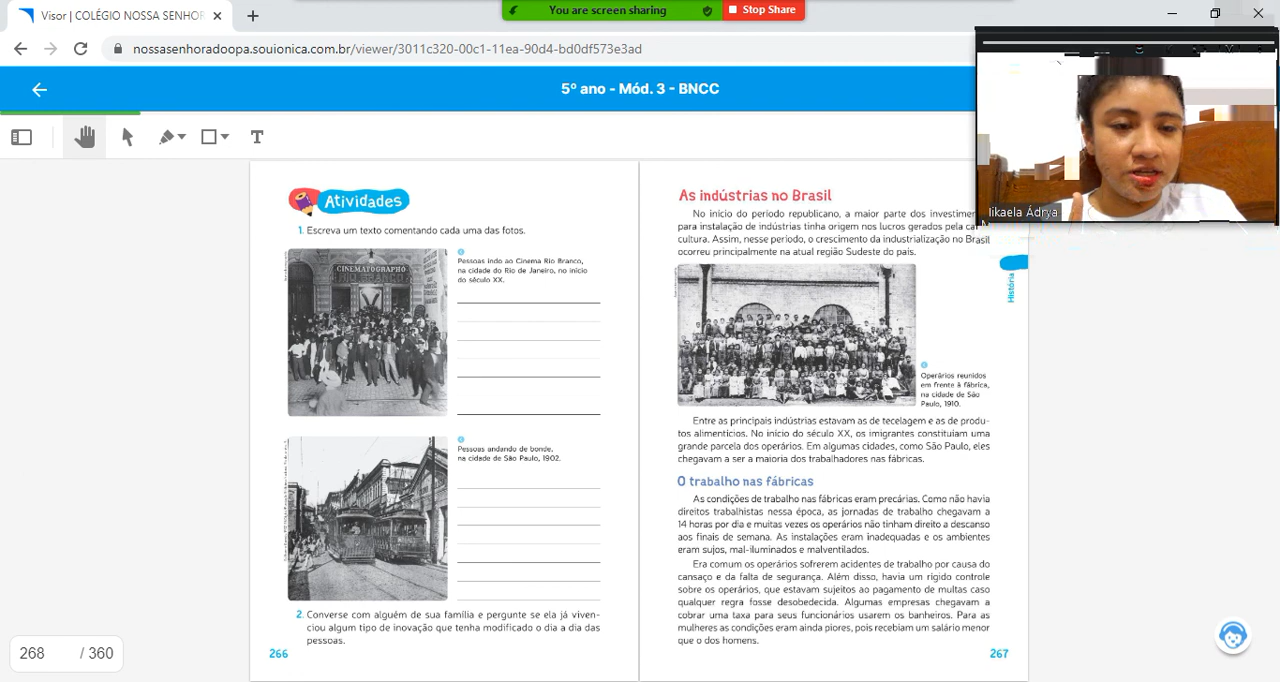 Visor | COLÉGIO NOSSA SENHOR
You are screen sharing
Stop Share
nossasenhoradoopa.souionica.com.br/viewer/3011c320-00c1-11ea-90d4-bd0df573e3ad
5º ano - Mód. 3 - BNCC
T
Atividades
1. Escreva um texto comentando cada uma das fotos.
CINEMATOGRAPHO
RIO BRANCO
Pessoas indo ao Cinema Rio Branco,
na cidade do Rio de Janeiro, no início
do século XX.
Pessoas andando de bonde,
na cidade de São Paulo, 1902.
2. Converse com alguém de sua família e pergunte se ela já viven-
ciou algum tipo de inovação que tenha modificado o dia a dia das
pessoas.
266
As indústrias no Brasil
No início do período republicano, a maior parte dos
para instalação de indústrias tinha origem nos lucros gerados pela
cultura. Assim, nesse período, o crescimento da industrialização no Brasil
ocorreu principalmente na atual região Sudeste do país.
História
Operários reunidos
em frente à fábrica,
na cidade de São
Paulo, 1910.
Entre as principais indústrias estavam as de tecelagem e as de produ-
tos alimentícios. No início do século XX, os imigrantes constituíam uma
grande parcela dos operários. Em algumas cidades, como São Paulo, eles
chegavam a ser a maioria dos trabalhadores nas fábricas.
O trabalho nas fábricas
As condições de trabalho nas fábricas eram precárias. Como não havia
direitos trabalhistas nessa época, as jornadas de trabalho chegavam a
14 horas por dia e muitas vezes os operários não tinham direito a descanso
aos finais de semana. As instalações eram inadequadas e os ambientes
eram sujos, mal-iluminados e malventilados.
Era comum os operários sofrerem acidentes de trabalho por causa do
cansaço e da falta de segurança. Além disso, havia um rígido controle
sobre os operários, que estavam sujeitos ao pagamento de multas caso
qualquer regra fosse desobedecida. Algumas empresas chegavam a
cobrar uma taxa para seus funcionários usarem os banheiros. Para as
mulheres as condições eram ainda piores, pois recebiam um salário menor
que o dos homens.
267
likaela Ádrya
268 / 360